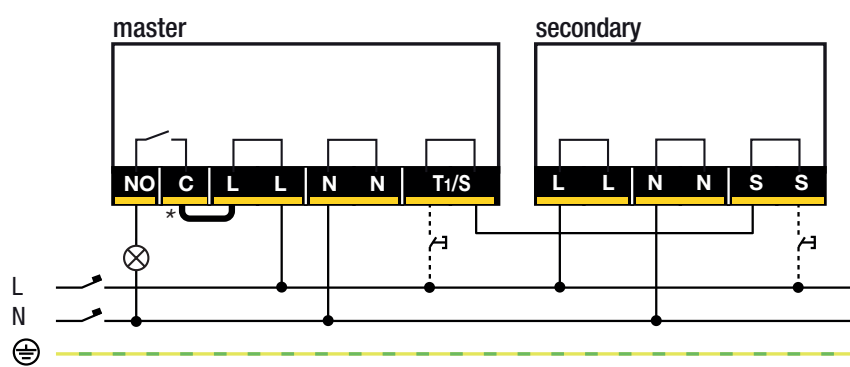 master secondary
NO C L L N N T1/S L L N N S S
*
L
N